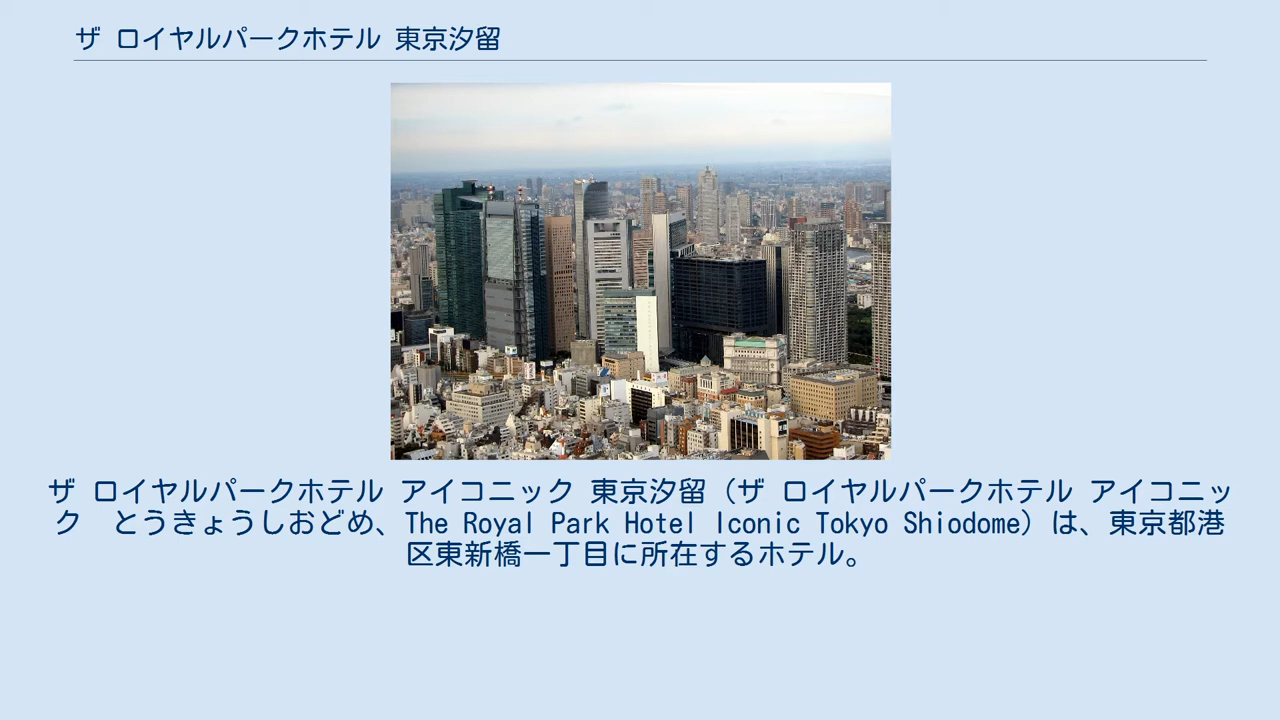 ザ ロイヤルパークホテル 東京汐留
ザ ロイヤルパークホテル アイコニック 東京汐留（ザ ロイヤルパークホテル アイコニッ
ク　とうきょうしおどめ、The Royal Park Hotel Iconic Tokyo Shiodome）は、東京都港
区東新橋一丁目に所在するホテル。